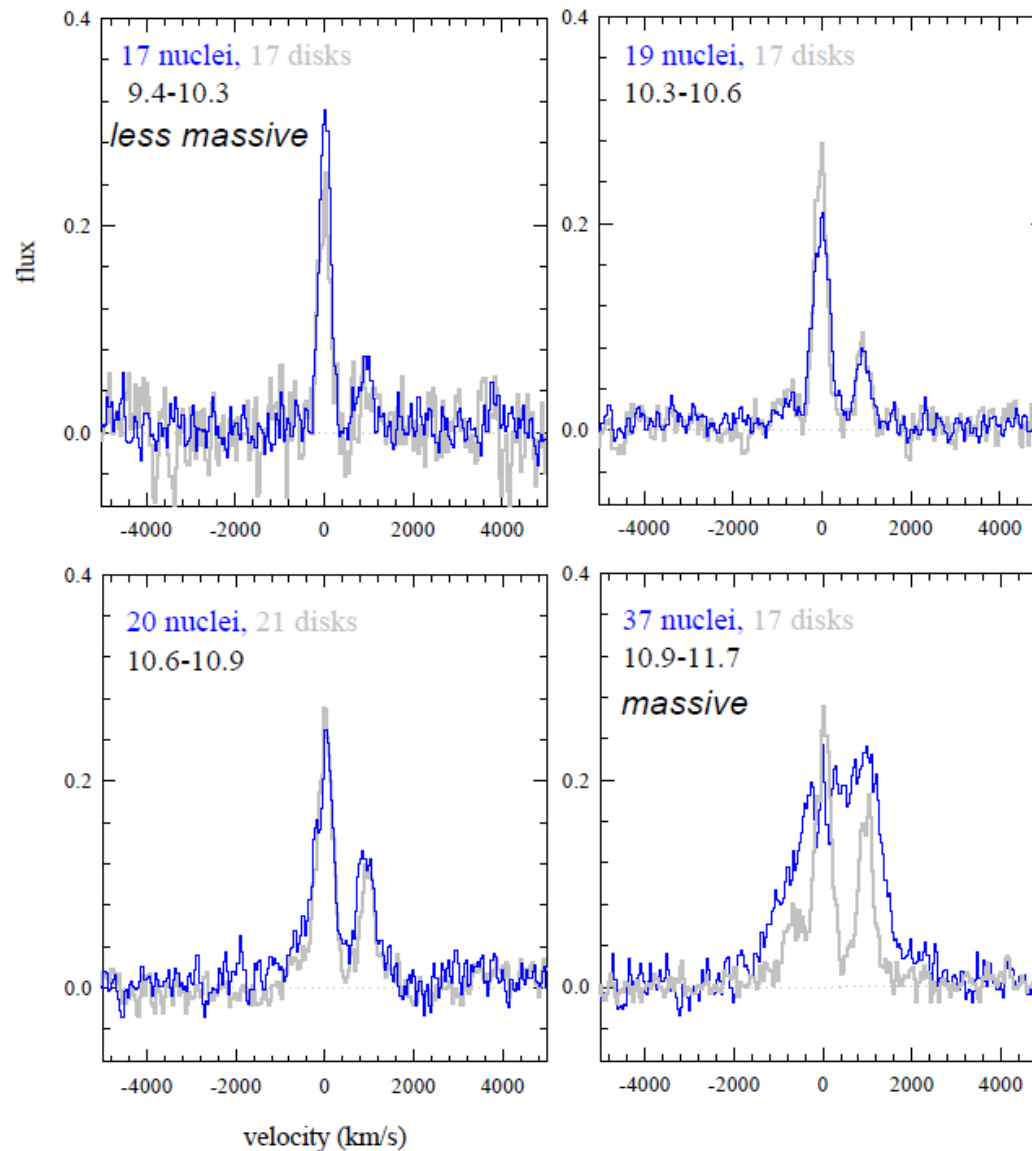 0.4
17 nuclei, 17 disks
9.4-10.3
less massive
0.2
flux
0.0
-4000 -2000 0 2000 4000
0.4
19 nuclei, 17 disks
10.3-10.6
0.2
0.0
-4000 -2000 0 2000 4000
0.4
20 nuclei, 21 disks
10.6-10.9
0.2
0.0
-4000 -2000 0 2000 4000
velocity (km/s)
0.4
37 nuclei, 17 disks
10.9-11.7
massive
0.2
0.0
-4000 -2000 0 2000 4000